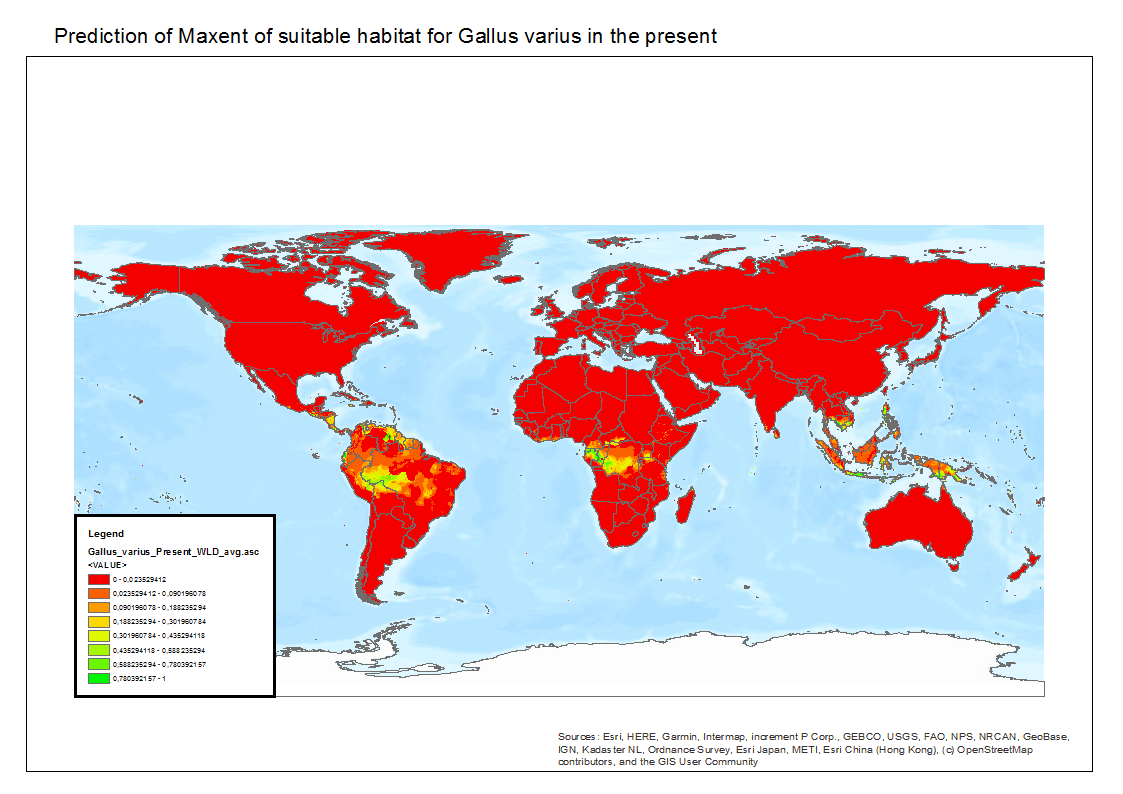 Prediction of Maxent of suitable habitat for Gallus varius in the present
Legend
Gallus_varius_Present_WLD_avg.asc
<VALUE>
0 - 0,023529412
0,023529412 - 0,090196078
0,090196078 - 0,188235294
0,188235294 - 0,301960784
0,301960784 - 0,435294118
0,435294118 - 0,588235294
0,588235294 - 0,780392157
0,780392157 - 1
Sources: Esri, HERE, Garmin, Intermap, increment P Corp., GEBCO, USGS, FAO, NPS, NRCAN, GeoBase,
IGN, Kadaster NL, Ordnance Survey, Esri Japan, METI, Esri China (Hong Kong), (c) OpenStreetMap
contributors, and the GIS User Community